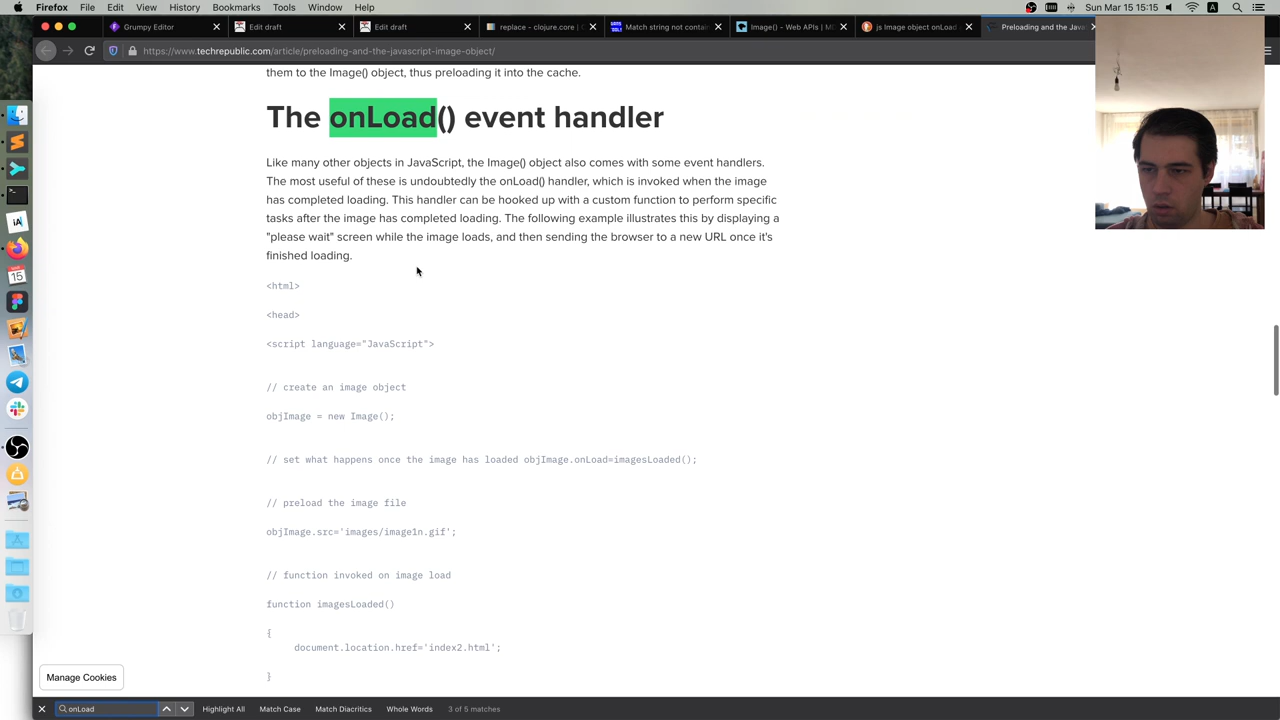 Firefox File Edit View History Bookmarks Tools Window Help A Sun 15 Mar 15:15
Grumpy Editor Edit draft Edit draft replace - clojure.core | Match string not contain Image() - Web APIs | M js Image object onLoad Preloading and the Java
https://www.techrepublic.com/article/preloading-and-the-javascript-image-object/
them to the Image() object, thus preloading it into the cache.
The onLoad() event handler
Like many other objects in JavaScript, the Image() object also comes with some event handlers.
The most useful of these is undoubtedly the onLoad() handler, which is invoked when the image
has completed loading. This handler can be hooked up with a custom function to perform specific
tasks after the image has completed loading. The following example illustrates this by displaying a
"please wait" screen while the image loads, and then sending the browser to a new URL once it's
finished loading.
<html>
<head>
<script language="JavaScript">
// create an image object
objImage = new Image();
// set what happens once the image has loaded objImage.onLoad=imagesLoaded();
// preload the image file
objImage.src='images/image1n.gif';
// function invoked on image load
function imagesLoaded()
{
document.location.href='index2.html';
}
Manage Cookies
onLoad Highlight All Match Case Match Diacritics Whole Words 3 of 5 matches
iA
15